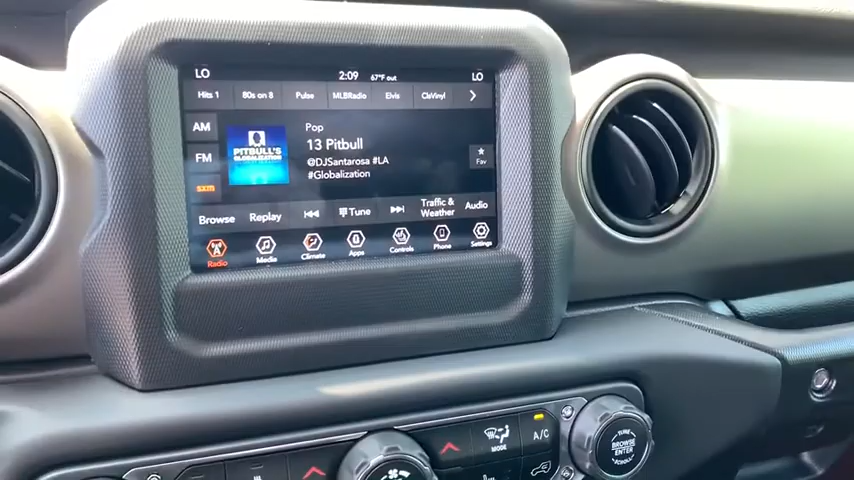 LO 2:09 67°F out LO
Hits 1 80s on 8 Pulse MLBRadio Elvis ClsVinyl
AM
Pop
13 Pitbull
PITBULL'S
GLOBALIZATION
FM
@DJSantarosa #LA
#Globalization
Fav
sxm
Browse Replay Tune Traffic & Weather Audio
Radio Media Climate Apps Controls Phone Settings
MODE A/C
TUNE
BROWSE
ENTER
SCROLL